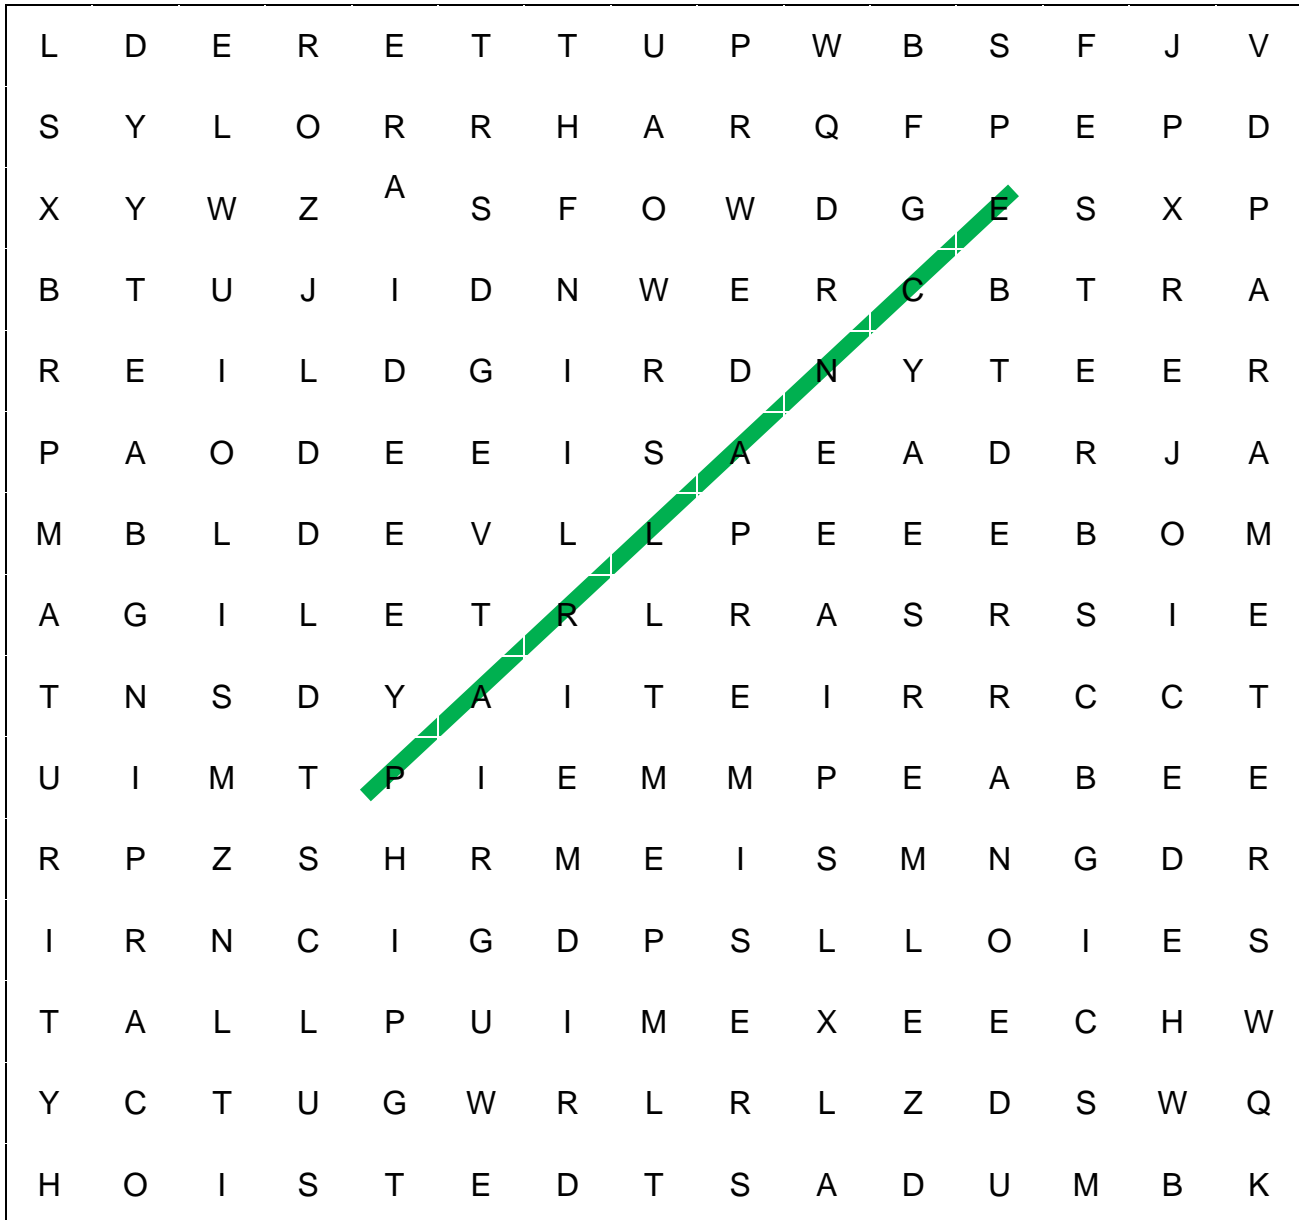 L D E R E T T U P W B S F J V
S Y L O R R H A R Q F P E P D
X Y W Z A S F O W D G E S X P
B T U J I D N W E R C B T R A
R E I L D G I R D N Y T E E R
P A O D E E I S A E A D R J A
M B L D E V L L P E E E B O M
A G I L E T R L R A S R S I E
T N S D Y A I T E I R R C C T
U I M T P I E M M P E A B E E
R P Z S H R M E I S M N G D R
I R N C I G D P S L L O I E S
T A L L P U I M E X E E C H W
Y C T U G W R L R L Z D S W Q
H O I S T E D T S A D U M B K